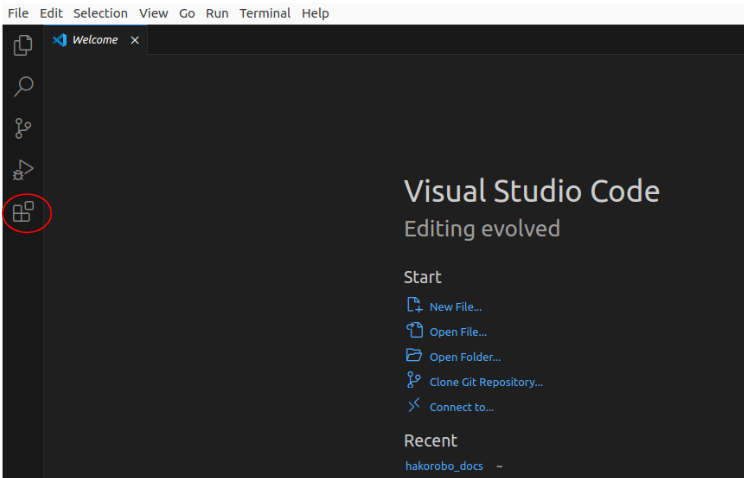 File Edit Selection View Go Run Terminal Help
Welcome
Visual Studio Code
Editing evolved
Start
New File...
Open File...
Open Folder...
Clone Git Repository...
Connect to...
Recent
hakorobo_docs ~